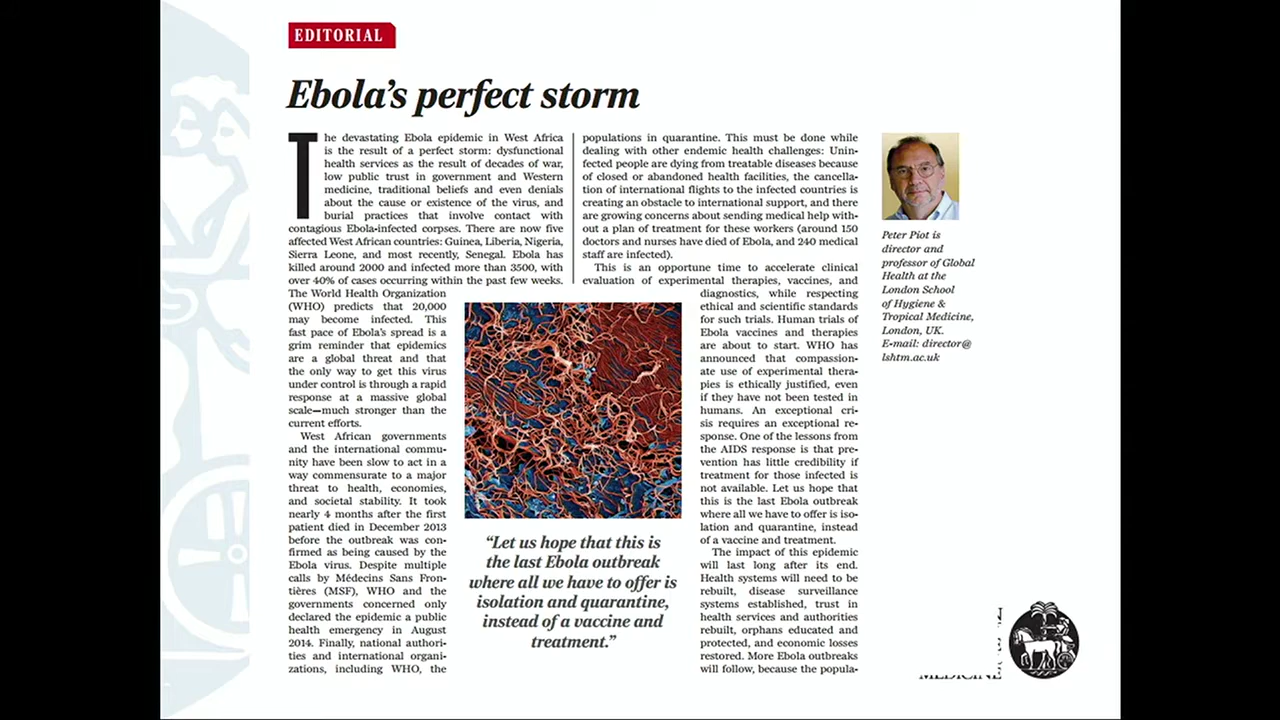 EDITORIAL
Ebola's perfect storm
The devastating Ebola epidemic in West Africa
is the result of a perfect storm: dysfunctional
health services as the result of decades of war,
low public trust in government and Western
medicine, traditional beliefs and even denials
about the cause or existence of the virus, and
burial practices that involve contact with
contagious Ebola-infected corpses. There are now five
affected West African countries: Guinea, Liberia, Nigeria,
Sierra Leone, and most recently, Senegal. Ebola has
killed around 2000 and infected more than 3500, with
over 40% of cases occurring within the past few weeks.
The World Health Organization
(WHO) predicts that 20,000
may become infected. This
fast pace of Ebola's spread is a
grim reminder that epidemics
are a global threat and that
the only way to get this virus
under control is through a rapid
response at a massive global
scale—much stronger than the
current efforts.
West African governments
and the international commu-
nity have been slow to act in a
way commensurate to a major
threat to health, economies,
and societal stability. It took
nearly 4 months after the first
patient died in December 2013
before the outbreak was con-
firmed as being caused by the
Ebola virus. Despite multiple
calls by Médecins Sans Fron-
tières (MSF), WHO and the
governments concerned only
declared the epidemic a public
health emergency in August
2014. Finally, national authori-
ties and international organi-
zations, including WHO, the
"Let us hope that this is
the last Ebola outbreak
where all we have to offer is
isolation and quarantine,
instead of a vaccine and
treatment."
populations in quarantine. This must be done while
dealing with other endemic health challenges: Unin-
fected people are dying from treatable diseases because
of closed or abandoned health facilities, the cancella-
tion of international flights to the infected countries is
creating an obstacle to international support, and there
are growing concerns about sending medical help with-
out a plan of treatment for these workers (around 150
doctors and nurses have died of Ebola, and 240 medical
staff are infected).
This is an opportune time to accelerate clinical
evaluation of experimental therapies, vaccines, and
diagnostics, while respecting
ethical and scientific standards
for such trials. Human trials of
Ebola vaccines and therapies
are about to start. WHO has
announced that compassion-
ate use of experimental thera-
pies is ethically justified, even
if they have not been tested in
humans. An exceptional cri-
sis requires an exceptional re-
sponse. One of the lessons from
the AIDS response is that pre-
vention has little credibility if
treatment for those infected is
not available. Let us hope that
this is the last Ebola outbreak
where all we have to offer is iso-
lation and quarantine, instead
of a vaccine and treatment.
The impact of this epidemic
will last long after its end.
Health systems will need to be
rebuilt, disease surveillance
systems established, trust in
health services and authorities
rebuilt, orphans educated and
protected, and economic losses
restored. More Ebola outbreaks
will follow, because the popula-
Peter Piot is
director and
professor of Global
Health at the
London School
of Hygiene &
Tropical Medicine,
London, UK.
E-mail: director@
lshtm.ac.uk
MEDICINE